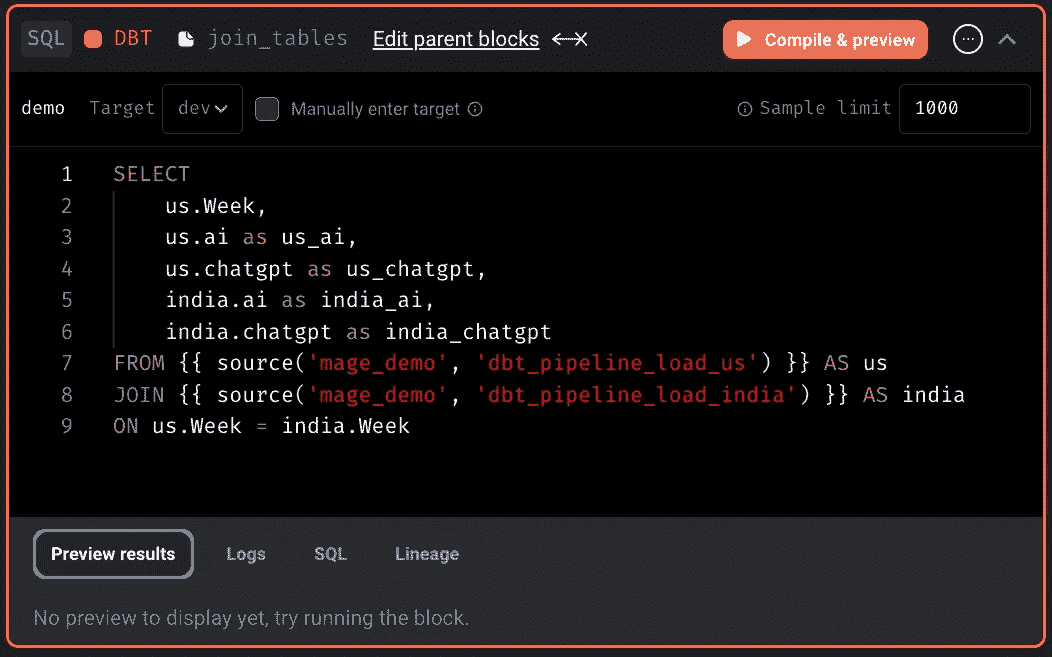 SQL DBT join_tables Edit parent blocks Compile & preview
demo Target dev Manually enter target Sample limit 1000
1 SELECT
2 us.Week,
3 us.ai as us_ai,
4 us.chatgpt as us_chatgpt,
5 india.ai as india_ai,
6 india.chatgpt as india_chatgpt
7 FROM {{ source('mage_demo', 'dbt_pipeline_load_us') }} AS us
8 JOIN {{ source('mage_demo', 'dbt_pipeline_load_india') }} AS india
9 ON us.Week = india.Week
Preview results Logs SQL Lineage
No preview to display yet, try running the block.